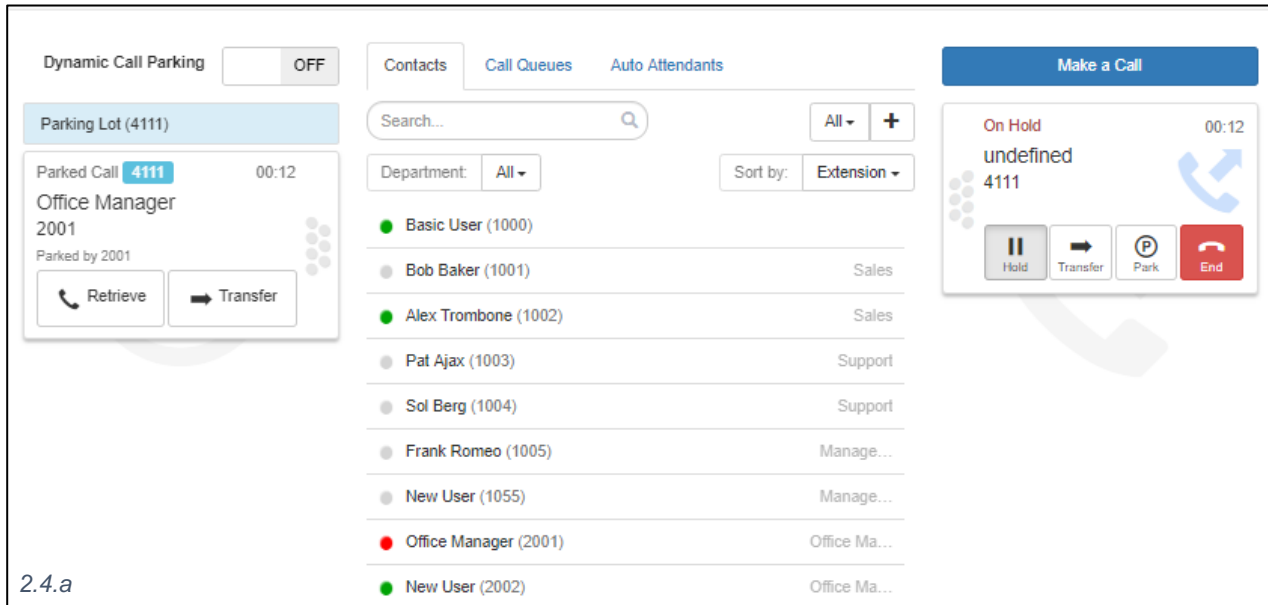 Dynamic Call Parking OFF
Parking Lot (4111)
Parked Call 4111 00:12
Office Manager
2001
Parked by 2001
Retrieve Transfer
Contacts Call Queues Auto Attendants
Search... All +
Department: All Sort by: Extension
Basic User (1000)
Bob Baker (1001) Sales
Alex Trombone (1002) Sales
Pat Ajax (1003) Support
Sol Berg (1004) Support
Frank Romeo (1005) Manage...
New User (1055) Manage...
Office Manager (2001) Office Ma...
New User (2002) Office Ma...
Make a Call
On Hold 00:12
undefined
4111
P
Hold Transfer Park End
2.4.a